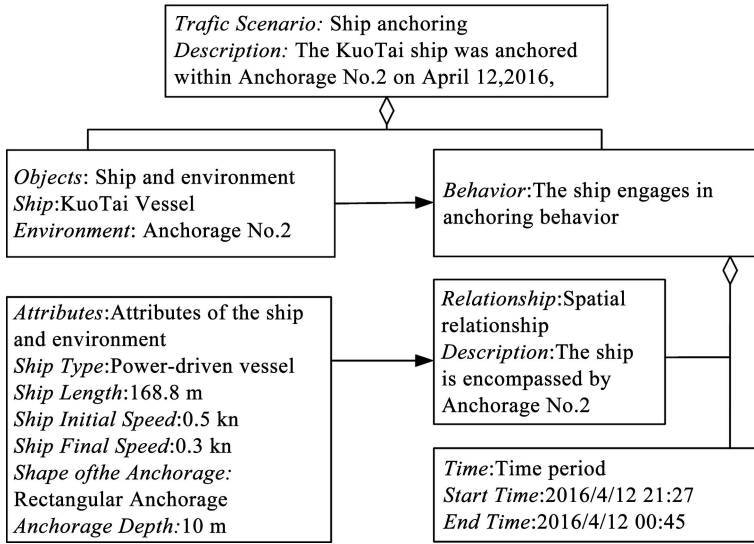 Trafic Scenario: Ship anchoring
Description: The KuoTai ship was anchored
within Anchorage No.2 on April 12,2016,
Objects: Ship and environment
Ship:KuoTai Vessel
Environment: Anchorage No.2
Behavior:The ship engages in
anchoring behavior
Attributes:Attributes of the ship
and environment
Ship Type:Power-driven vessel
Ship Length:168.8 m
Ship Initial Speed:0.5 kn
Ship Final Speed:0.3 kn
Shape ofthe Anchorage:
Rectangular Anchorage
Anchorage Depth:10 m
Relationship:Spatial
relationship
Description:The ship
is encompassed by
Anchorage No.2
Time:Time period
Start Time:2016/4/12 21:27
End Time:2016/4/12 00:45